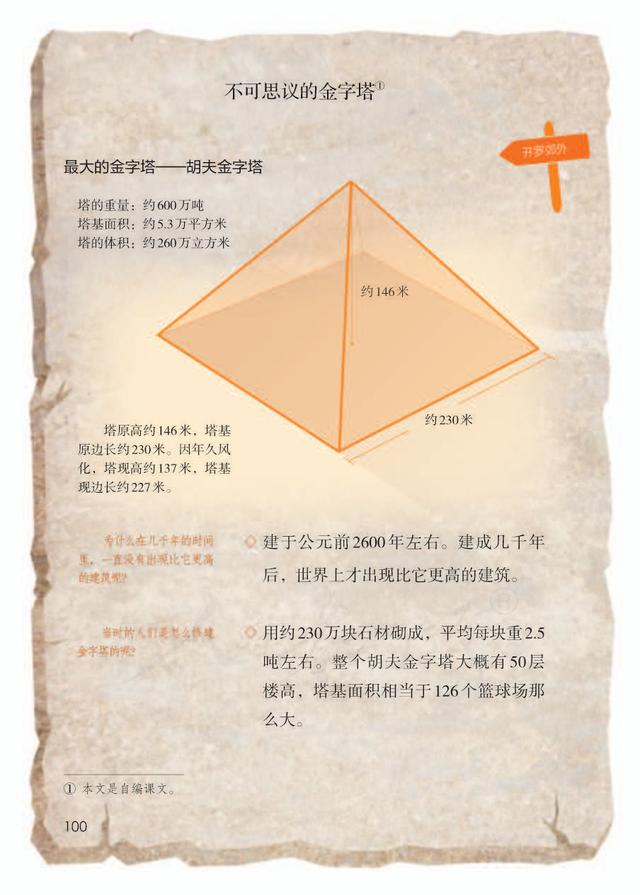 不可思议的金字塔①
开罗郊外
最大的金字塔——胡夫金字塔
塔的重量：约600万吨
塔基面积：约5.3万平方米
塔的体积：约260万立方米
约146米
约230米
塔原高约146米，塔基
原边长约230米。因年久风
化，塔现高约137米，塔基
现边长约227米。
为什么在几千年的时间
里，一直没有出现比它更高
的建筑呢？
◇ 建于公元前2600年左右。建成几千年
后，世界上才出现比它更高的建筑。
当时的人们是怎么修建
金字塔的呢？
◇ 用约230万块石材砌成，平均每块重2.5
吨左右。整个胡夫金字塔大概有50层
楼高，塔基面积相当于126个篮球场那
么大。
① 本文是自编课文。
100